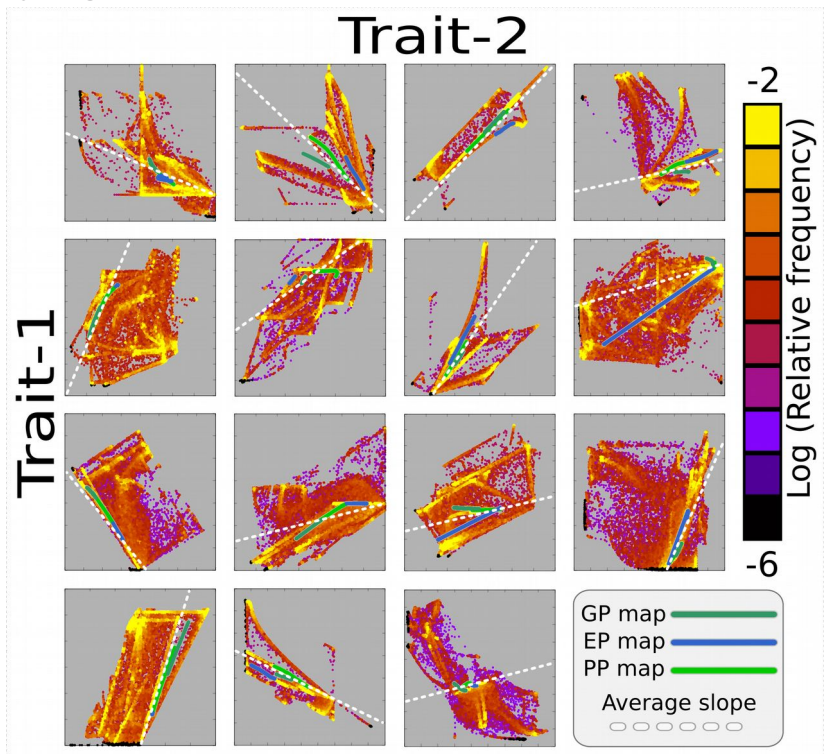 Trait-2
Trait-1
-2
Log (Relative frequency)
-6
GP map
EP map
PP map
Average slope